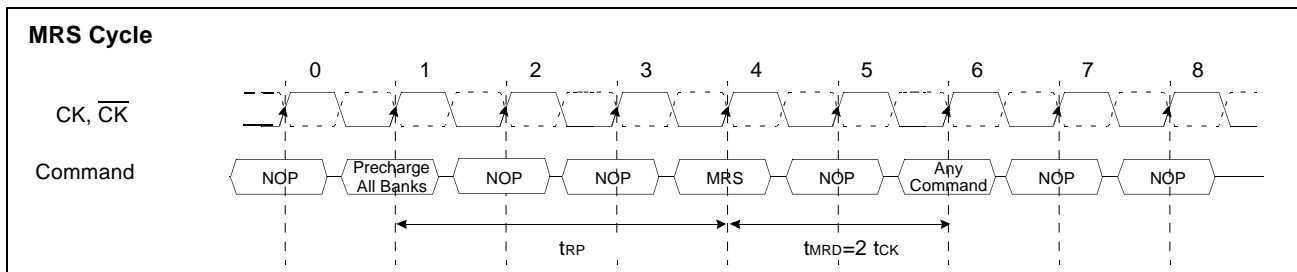 MRS Cycle
0 1 2 3 4 5 6 7 8
CK, C̅K̅
Command
NOP Precharge All Banks NOP NOP MRS NOP Any Command NOP NOP
tRP tMRD=2 tCK